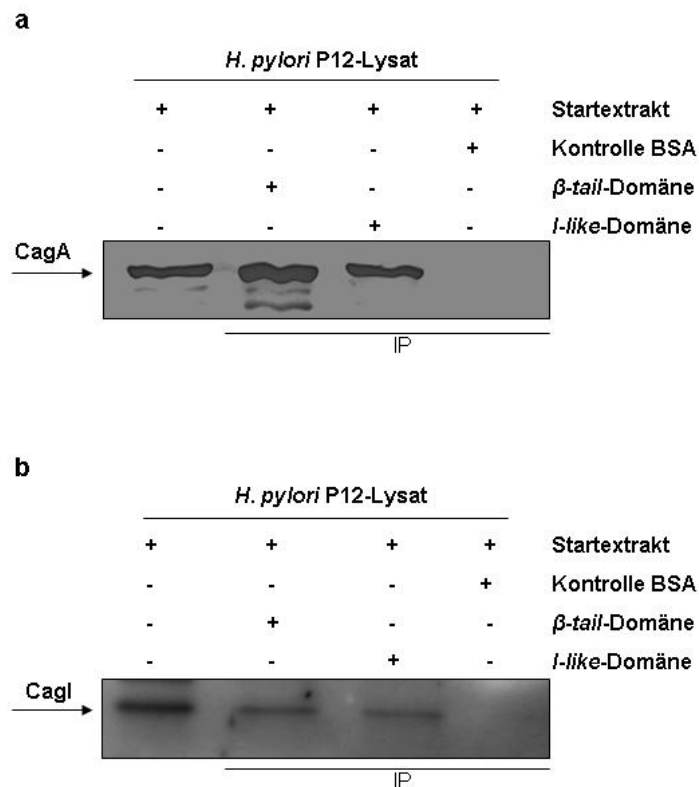 a
H. pylori P12-Lysat
+ + + + Startextrakt
- - - + Kontrolle BSA
- + - - β-tail-Domäne
- - + - I-like-Domäne
CagA
IP
b
H. pylori P12-Lysat
+ + + + Startextrakt
- - - + Kontrolle BSA
- + - - β-tail-Domäne
- - + - I-like-Domäne
CagI
IP